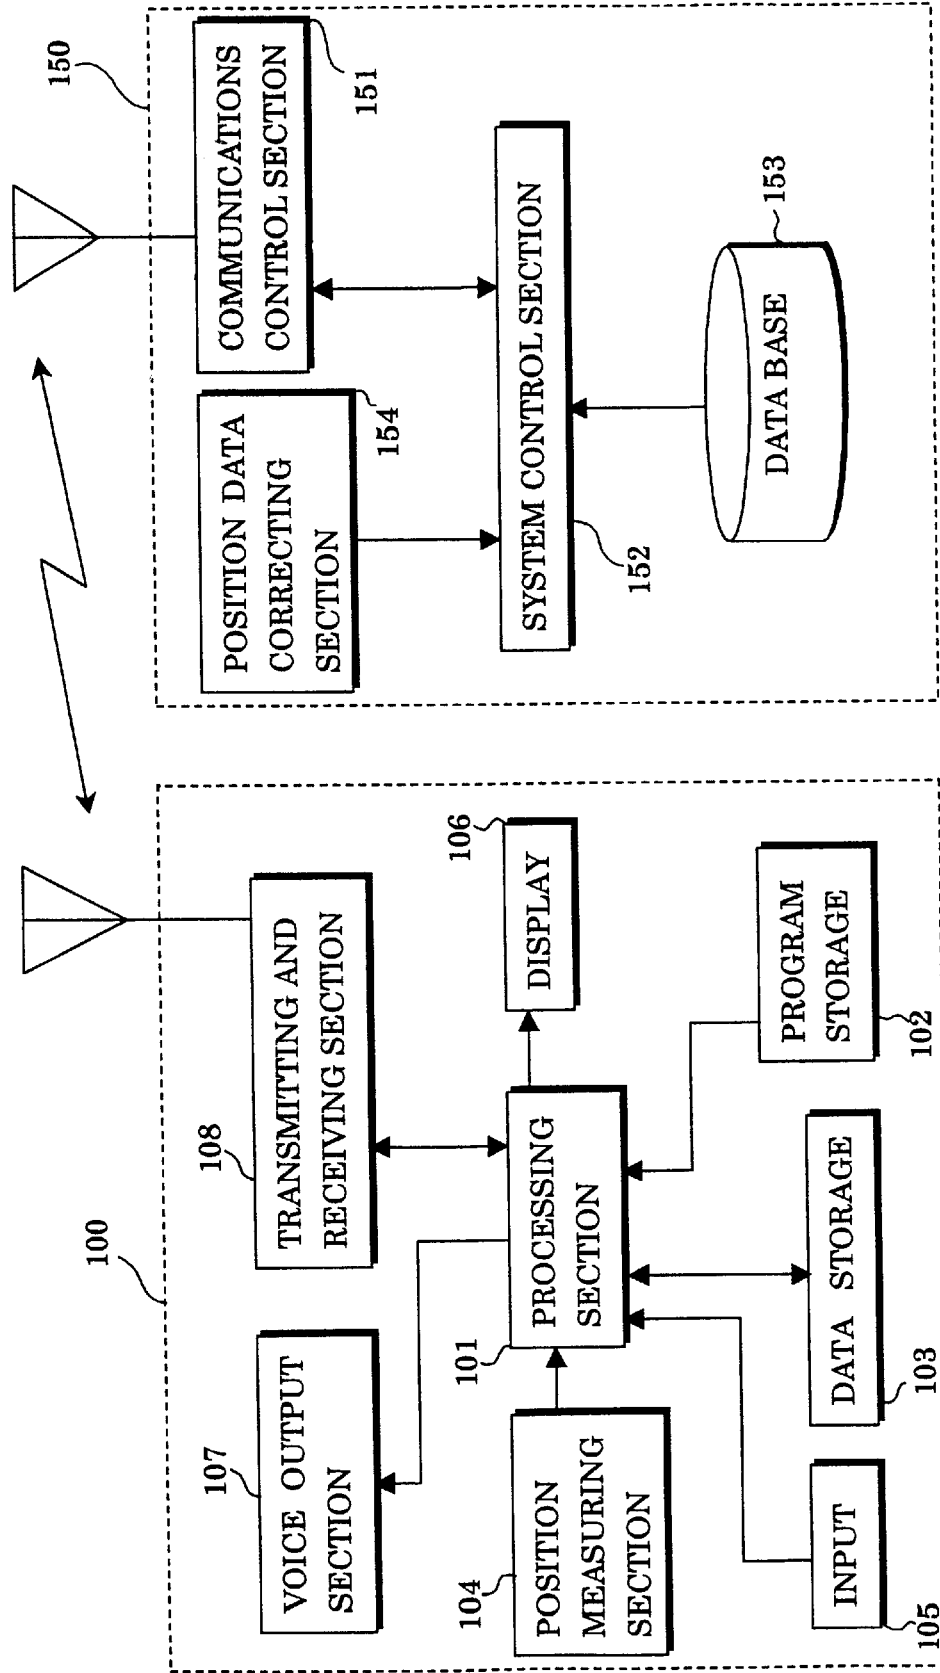 100
107
VOICE OUTPUT
SECTION
108
TRANSMITTING AND
RECEIVING SECTION
104
POSITION
MEASURING
SECTION
101
PROCESSING
SECTION
106
DISPLAY
105
INPUT
103
DATA STORAGE
102
PROGRAM
STORAGE
150
154
POSITION DATA
CORRECTING
SECTION
151
COMMUNICATIONS
CONTROL SECTION
152
SYSTEM CONTROL SECTION
153
DATA BASE